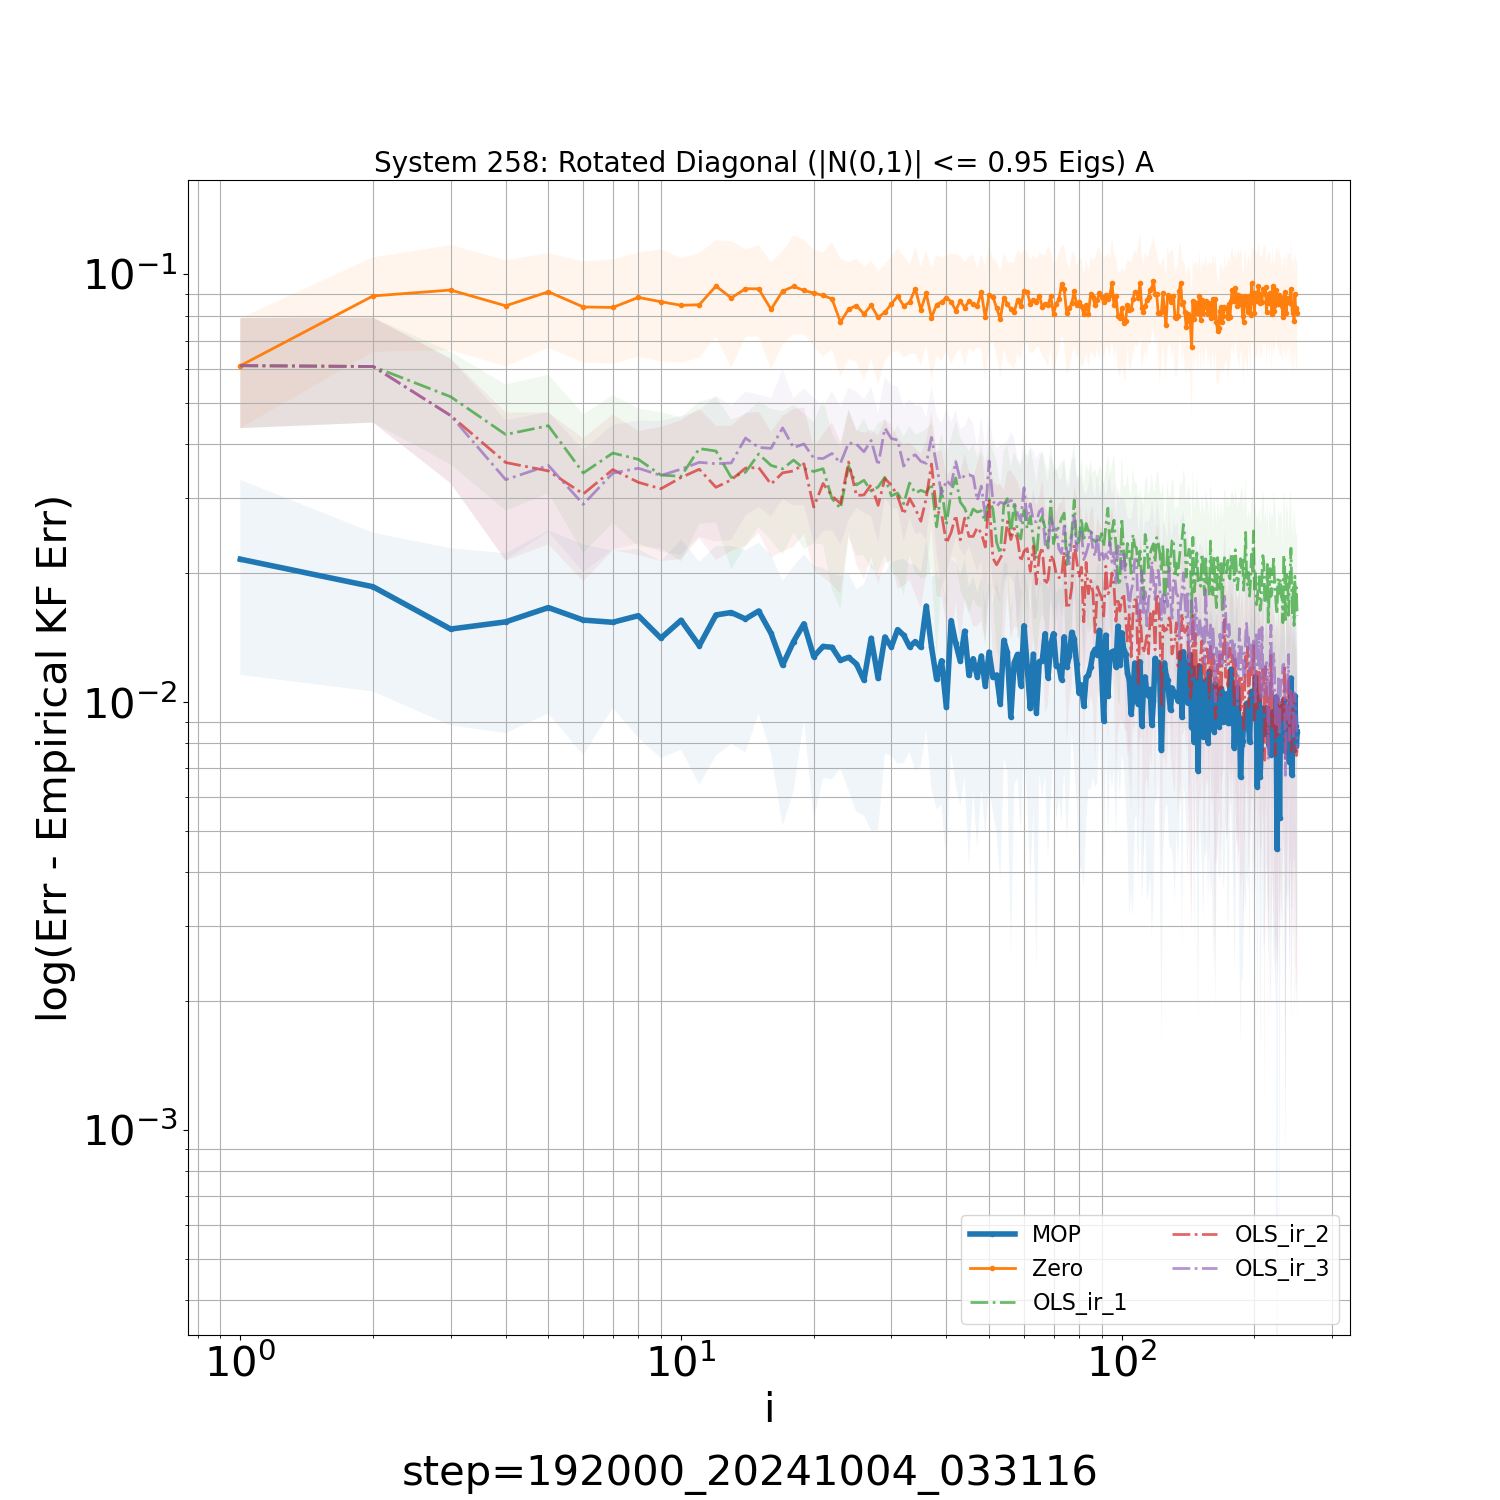 System 258: Rotated Diagonal (|N(0,1)| <= 0.95 Eigs) A
log(Err - Empirical KF Err)
10⁻¹
10⁻²
10⁻³
MOP
Zero
OLS_ir_1
OLS_ir_2
OLS_ir_3
10⁰ 10¹ 10²
i
step=192000_20241004_033116